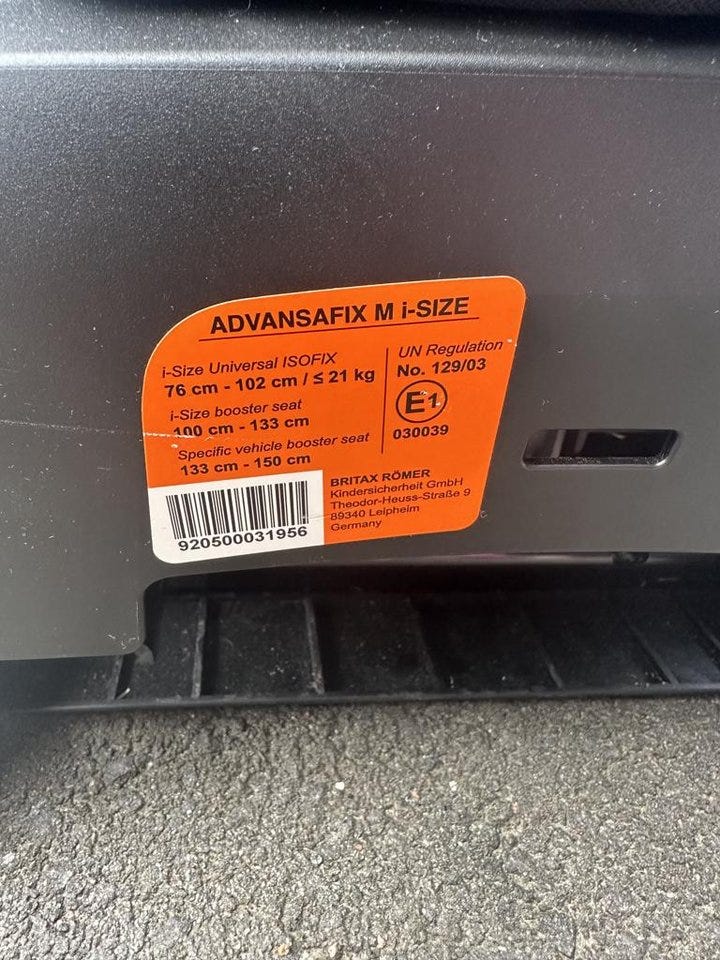 ADVANSAFIX M i-SIZE
i-Size Universal ISOFIX
76 cm - 102 cm / ≤ 21 kg
i-Size booster seat
100 cm - 133 cm
Specific vehicle booster seat
133 cm - 150 cm
UN Regulation
No. 129/03
E1
030039
920500031956
BRITAX RÖMER
Kindersicherheit GmbH
Theodor-Heuss-Straße 9
89340 Leipheim
Germany